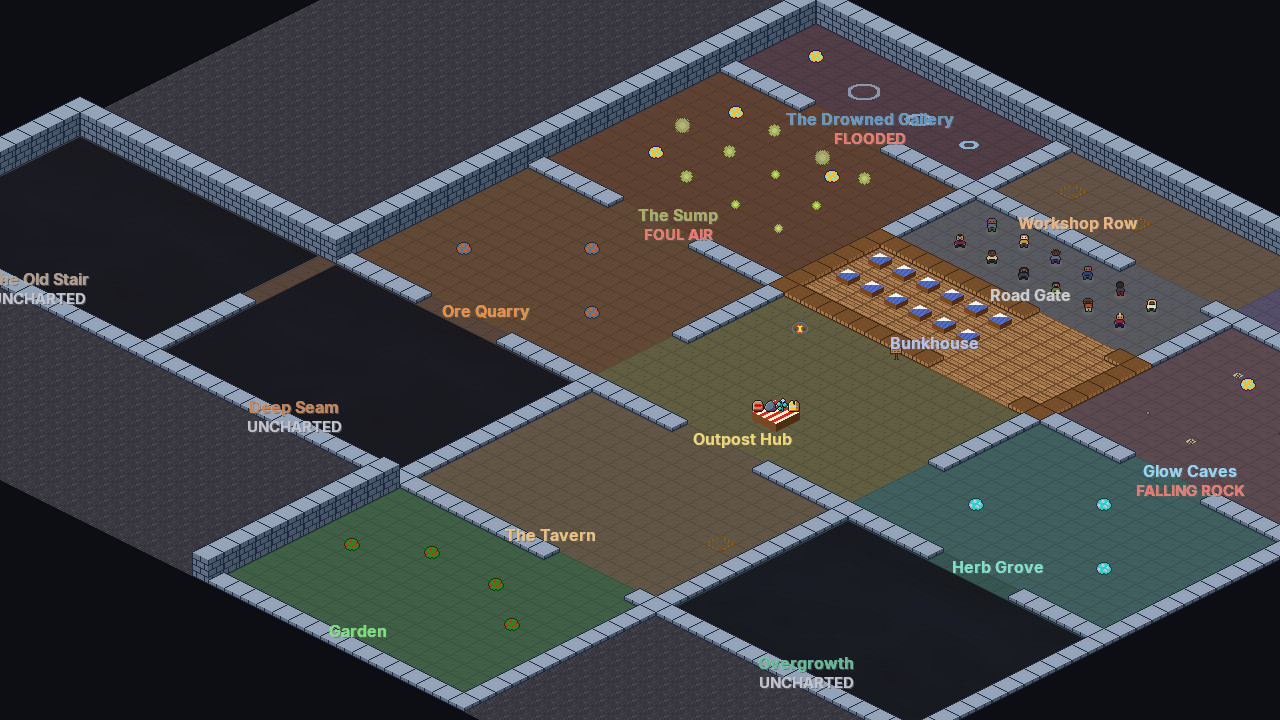 The Drowned Gallery
FLOODED
The Sump
FOUL AIR
Workshop Row
Old Stair
UNCHARTED
Ore Quarry
Road Gate
Bunkhouse
Deep Seam
UNCHARTED
Outpost Hub
Glow Caves
FALLING ROCK
The Tavern
Herb Grove
Garden
Overgrowth
UNCHARTED